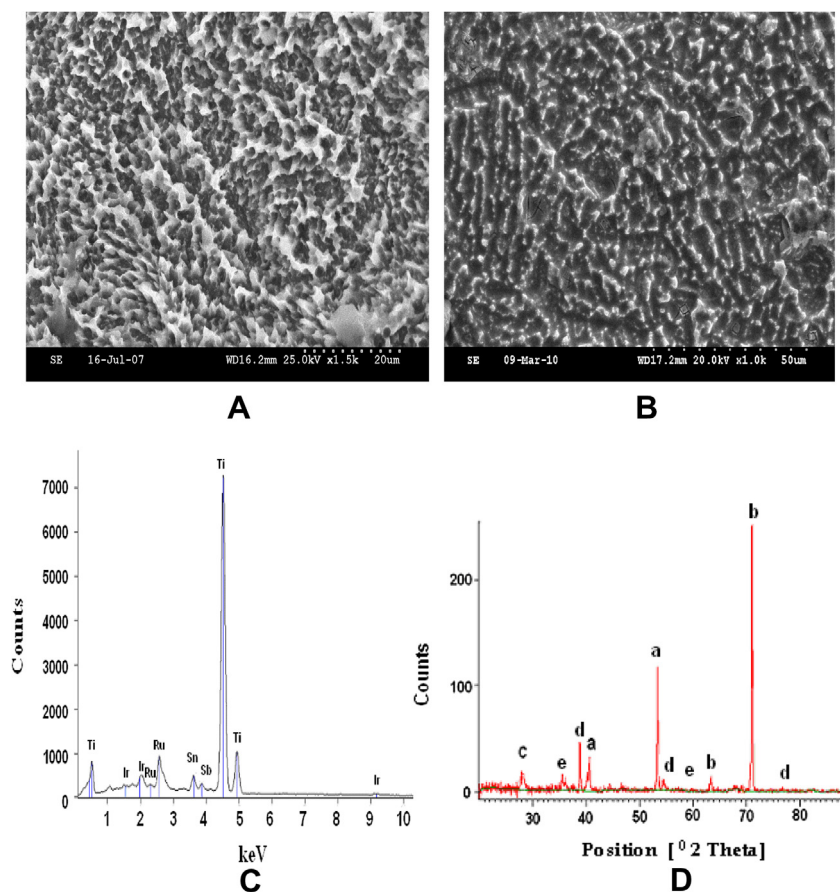 SE 16-Jul-07 WD16.2mm 25.0kV x1.5k 20um
SE 09-Mar-10 WD17.2mm 20.0kV x1.0k 50um
A
B
Ti
7000
6000
5000
4000
3000
2000
1000
0
Counts
Ti
Ir
Ir
Ru
Ru
Sn
Sb
Ti
Ir
1 2 3 4 5 6 7 8 9 10
keV
C
b
200
a
100
Counts
d
a
c
e
d
e
b
d
0
30 40 50 60 70 80
Position [⁰ 2 Theta]
D